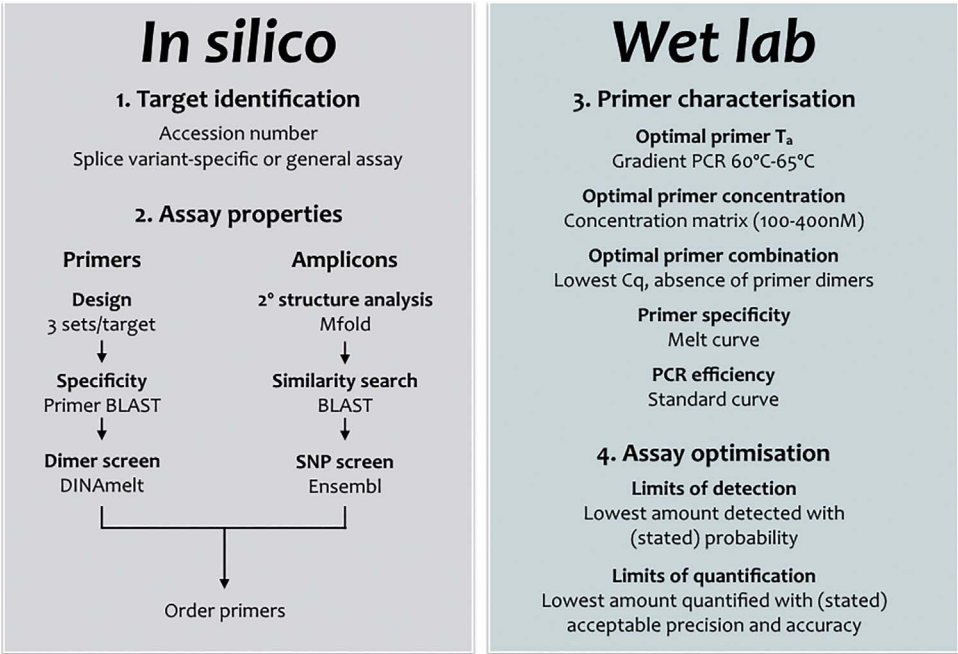 In silico
1. Target identification
Accession number
Splice variant-specific or general assay
2. Assay properties
Primers
Design
3 sets/target
Specificity
Primer BLAST
Dimer screen
DINAmelt
Amplicons
2° structure analysis
Mfold
Similarity search
BLAST
SNP screen
Ensembl
Order primers
Wet lab
3. Primer characterisation
Optimal primer Ta
Gradient PCR 60°C-65°C
Optimal primer concentration
Concentration matrix (100-400nM)
Optimal primer combination
Lowest Cq, absence of primer dimers
Primer specificity
Melt curve
PCR efficiency
Standard curve
4. Assay optimisation
Limits of detection
Lowest amount detected with
(stated) probability
Limits of quantification
Lowest amount quantified with (stated)
acceptable precision and accuracy